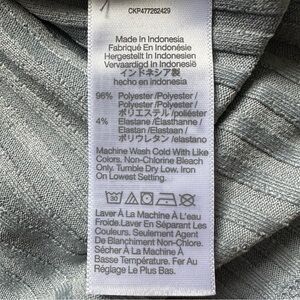 CKP477262429
Made In Indonesia
Fabriqué En Indonésie
Hergestellt In Indonesien
Vervaardigd In Indonesië
インドネシア製
hecho en indonesia
96% Polyester/Polyester/
Polyester/Polyester/
ポリエステル/poliéster
4% Elastane/Élasthanne/
Elastan/Elastaan/
ポリウレタン/elastano
Machine Wash Cold With Like
Colors. Non-Chlorine Bleach
Only. Tumble Dry Low. Iron
On Lowest Setting.
Laver À La Machine À L'eau
Froide.Laver En Séparant Les
Couleurs. Seulement Agent
De Blanchiment Non-Chloré.
Sécher À La Machine À
Basse Température. Fer Au
Réglage Le Plus Bas.